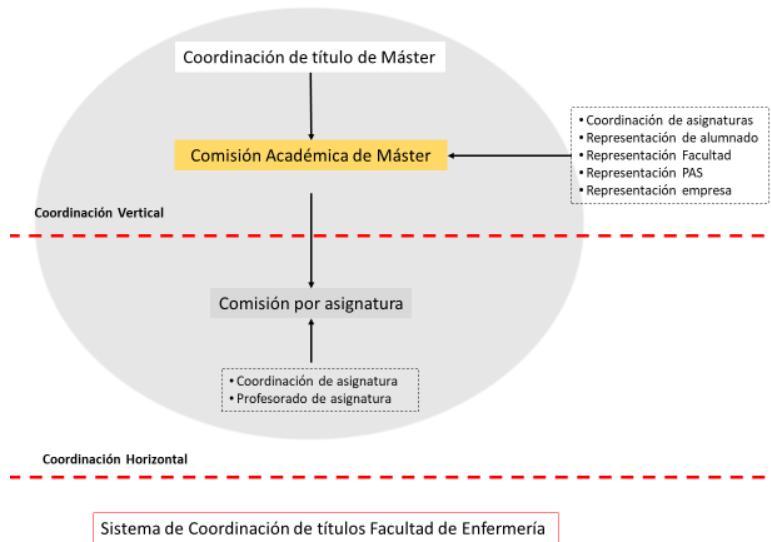 Coordinación de título de Máster
Comisión Académica de Máster
• Coordinación de asignaturas
• Representación de alumnado
• Representación Facultad
• Representación PAS
• Representación empresa
Coordinación Vertical
Comisión por asignatura
• Coordinación de asignatura
• Profesorado de asignatura
Coordinación Horizontal
Sistema de Coordinación de títulos Facultad de Enfermería